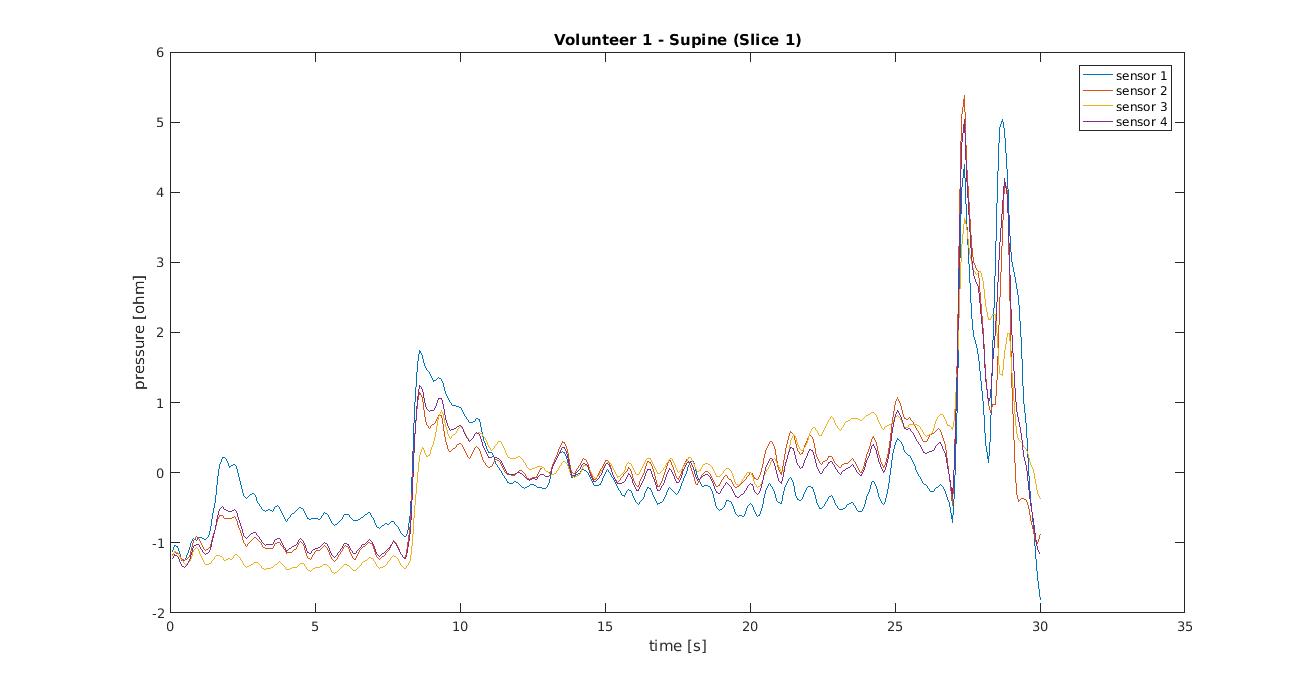 Volunteer 1 - Supine (Slice 1)
6
5
4
3
2
1
0
-1
-2
pressure [ohm]
sensor 1
sensor 2
sensor 3
sensor 4
0 5 10 15 20 25 30 35
time [s]